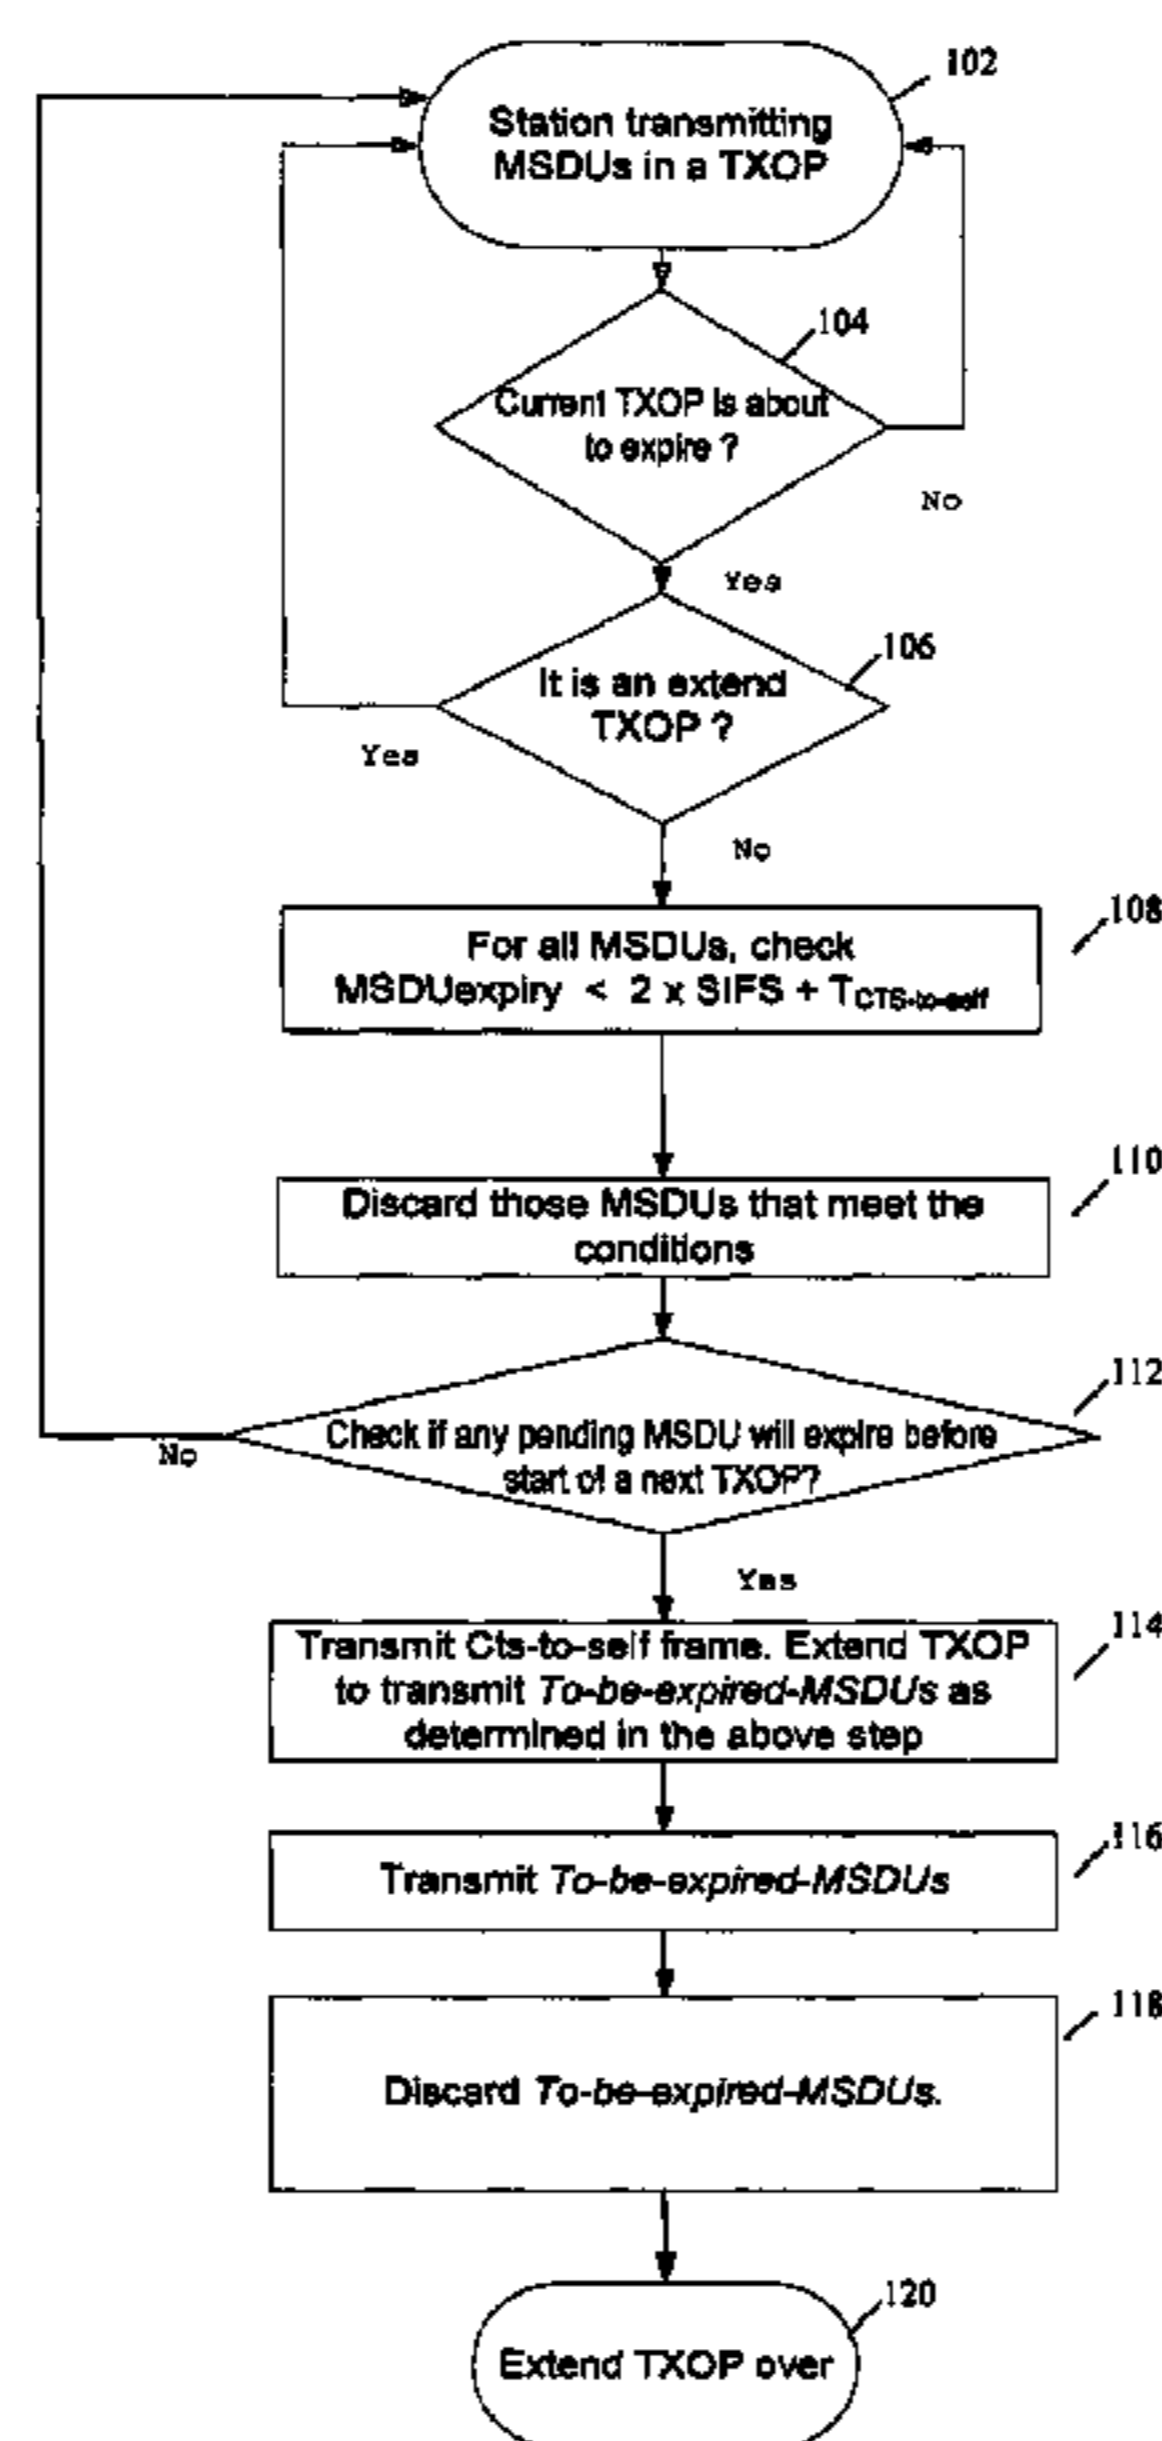 102
Station transmitting
MSDUs in a TXOP
104
Current TXOP is about
to expire ?
No
Yes
106
It is an extend
TXOP ?
Yes
No
108
For all MSDUs, check
MSDUexpiry < 2 x SIFS + TCTS-to-self
110
Discard those MSDUs that meet the
conditions
112
Check if any pending MSDU will expire before
start of a next TXOP?
No
Yes
114
Transmit Cts-to-self frame. Extend TXOP
to transmit To-be-expired-MSDUs as
determined in the above step
116
Transmit To-be-expired-MSDUs
118
Discard To-be-expired-MSDUs.
120
Extend TXOP over